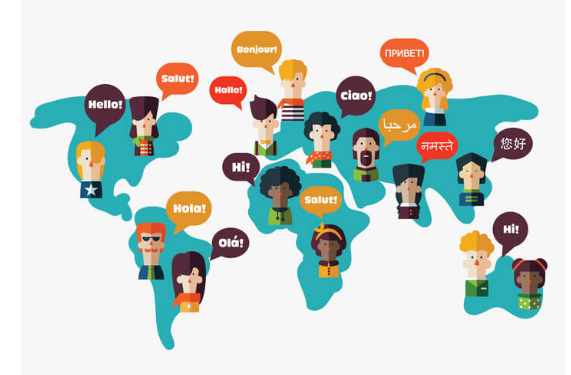 Bonjour!
ПРИВЕТ!
Salut!
Hallo!
Ciao!
Hello!
مرحبا
नमस्ते
您好
Hi!
Salut!
Hola!
Olá!
Hi!